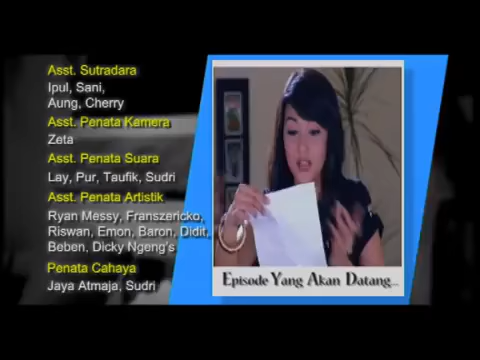 Asst. Sutradara
Ipul, Sani,
Aung, Cherry
Asst. Penata Kamera
Zeta
Asst. Penata Suara
Lay, Pur, Taufik, Sudri
Asst. Penata Artistik
Ryan Messy, Franszericko,
Riswan, Emon, Baron, Didit,
Beben, Dicky Ngeng's
Penata Cahaya
Jaya Atmaja, Sudri
Episode Yang Akan Datang...